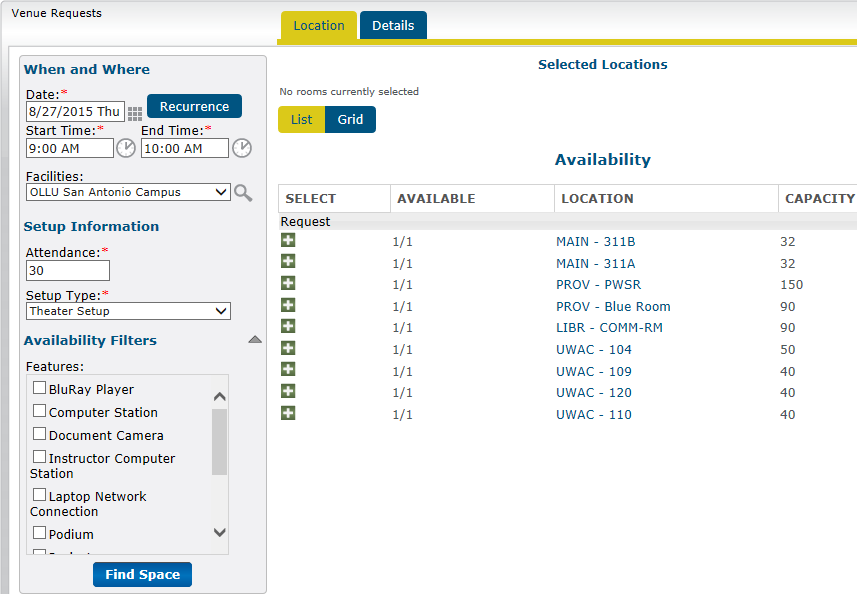 Venue Requests
Location
Details
When and Where
Date:*
8/27/2015 Thu
Recurrence
Start Time:*
End Time:*
9:00 AM
10:00 AM
Facilities:
OLLU San Antonio Campus
Setup Information
Attendance:*
30
Setup Type:*
Theater Setup
Availability Filters
Features:
BluRay Player
Computer Station
Document Camera
Instructor Computer
Station
Laptop Network
Connection
Podium
Find Space
Selected Locations
No rooms currently selected
List
Grid
Availability
SELECT AVAILABLE LOCATION CAPACITY
Request
1/1 MAIN - 311B 32
1/1 MAIN - 311A 32
1/1 PROV - PWSR 150
1/1 PROV - Blue Room 90
1/1 LIBR - COMM-RM 90
1/1 UWAC - 104 50
1/1 UWAC - 109 40
1/1 UWAC - 120 40
1/1 UWAC - 110 40